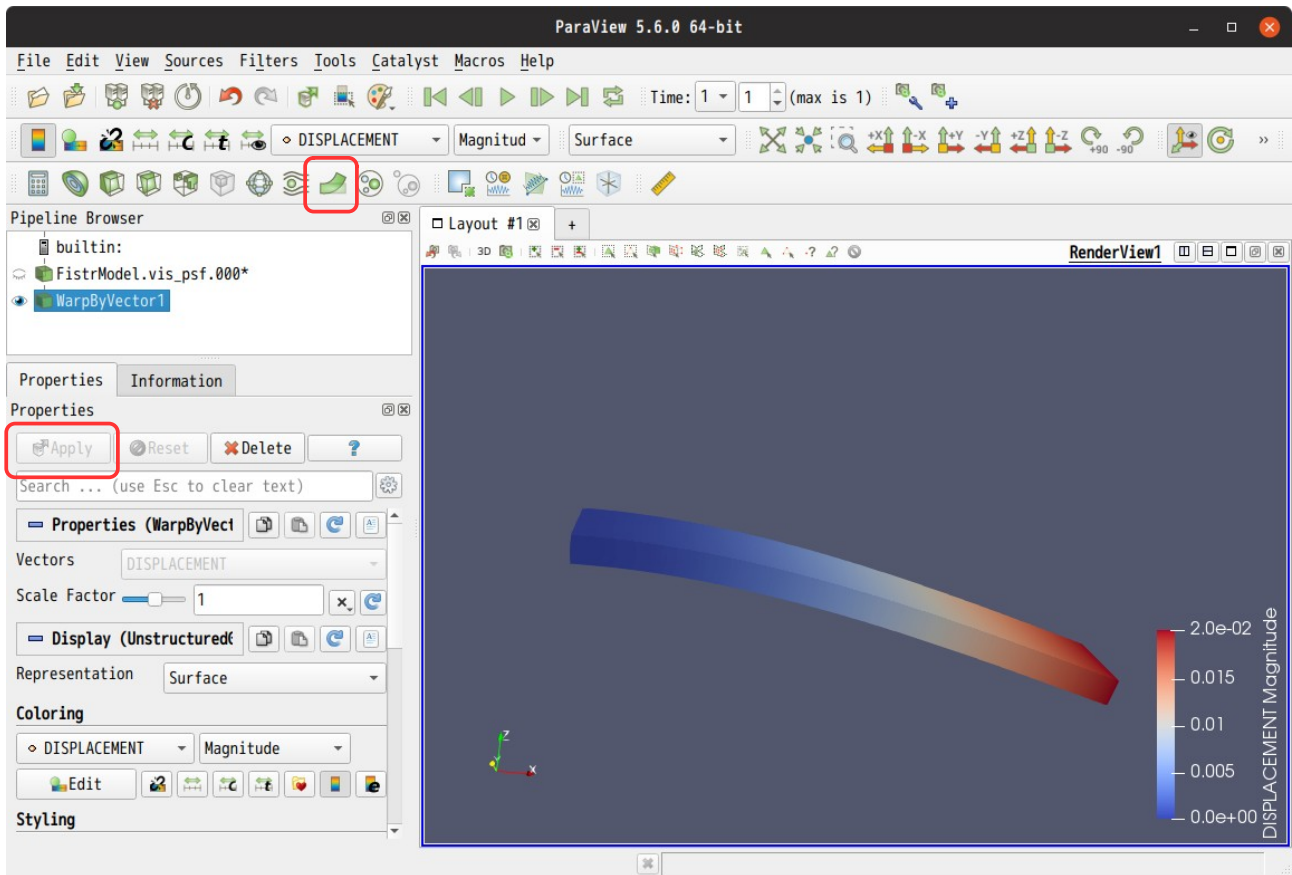 ParaView 5.6.0 64-bit
File Edit View Sources Filters Tools Catalyst Macros Help
Time: 1 1 (max is 1)
DISPLACEMENT Magnitud Surface +X -X +Y -Y +Z -Z +90 -90 »
Pipeline Browser
builtin:
FistrModel.vis_psf.000*
WarpByVector1
Properties Information
Properties
Apply Reset Delete ?
Search ... (use Esc to clear text)
Properties (WarpByVect
Vectors DISPLACEMENT
Scale Factor 1
Display (Unstructured
Representation Surface
Coloring
DISPLACEMENT Magnitude
Edit
Styling
Layout #1 +
3D RenderView1
Z
Y
X
2.0e-02
0.015
0.01
0.005
0.0e+00
DISPLACEMENT Magnitude